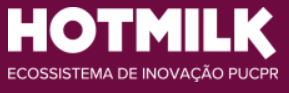 HOTMILK
ECOSSISTEMA DE INOVAÇÃO PUCPR